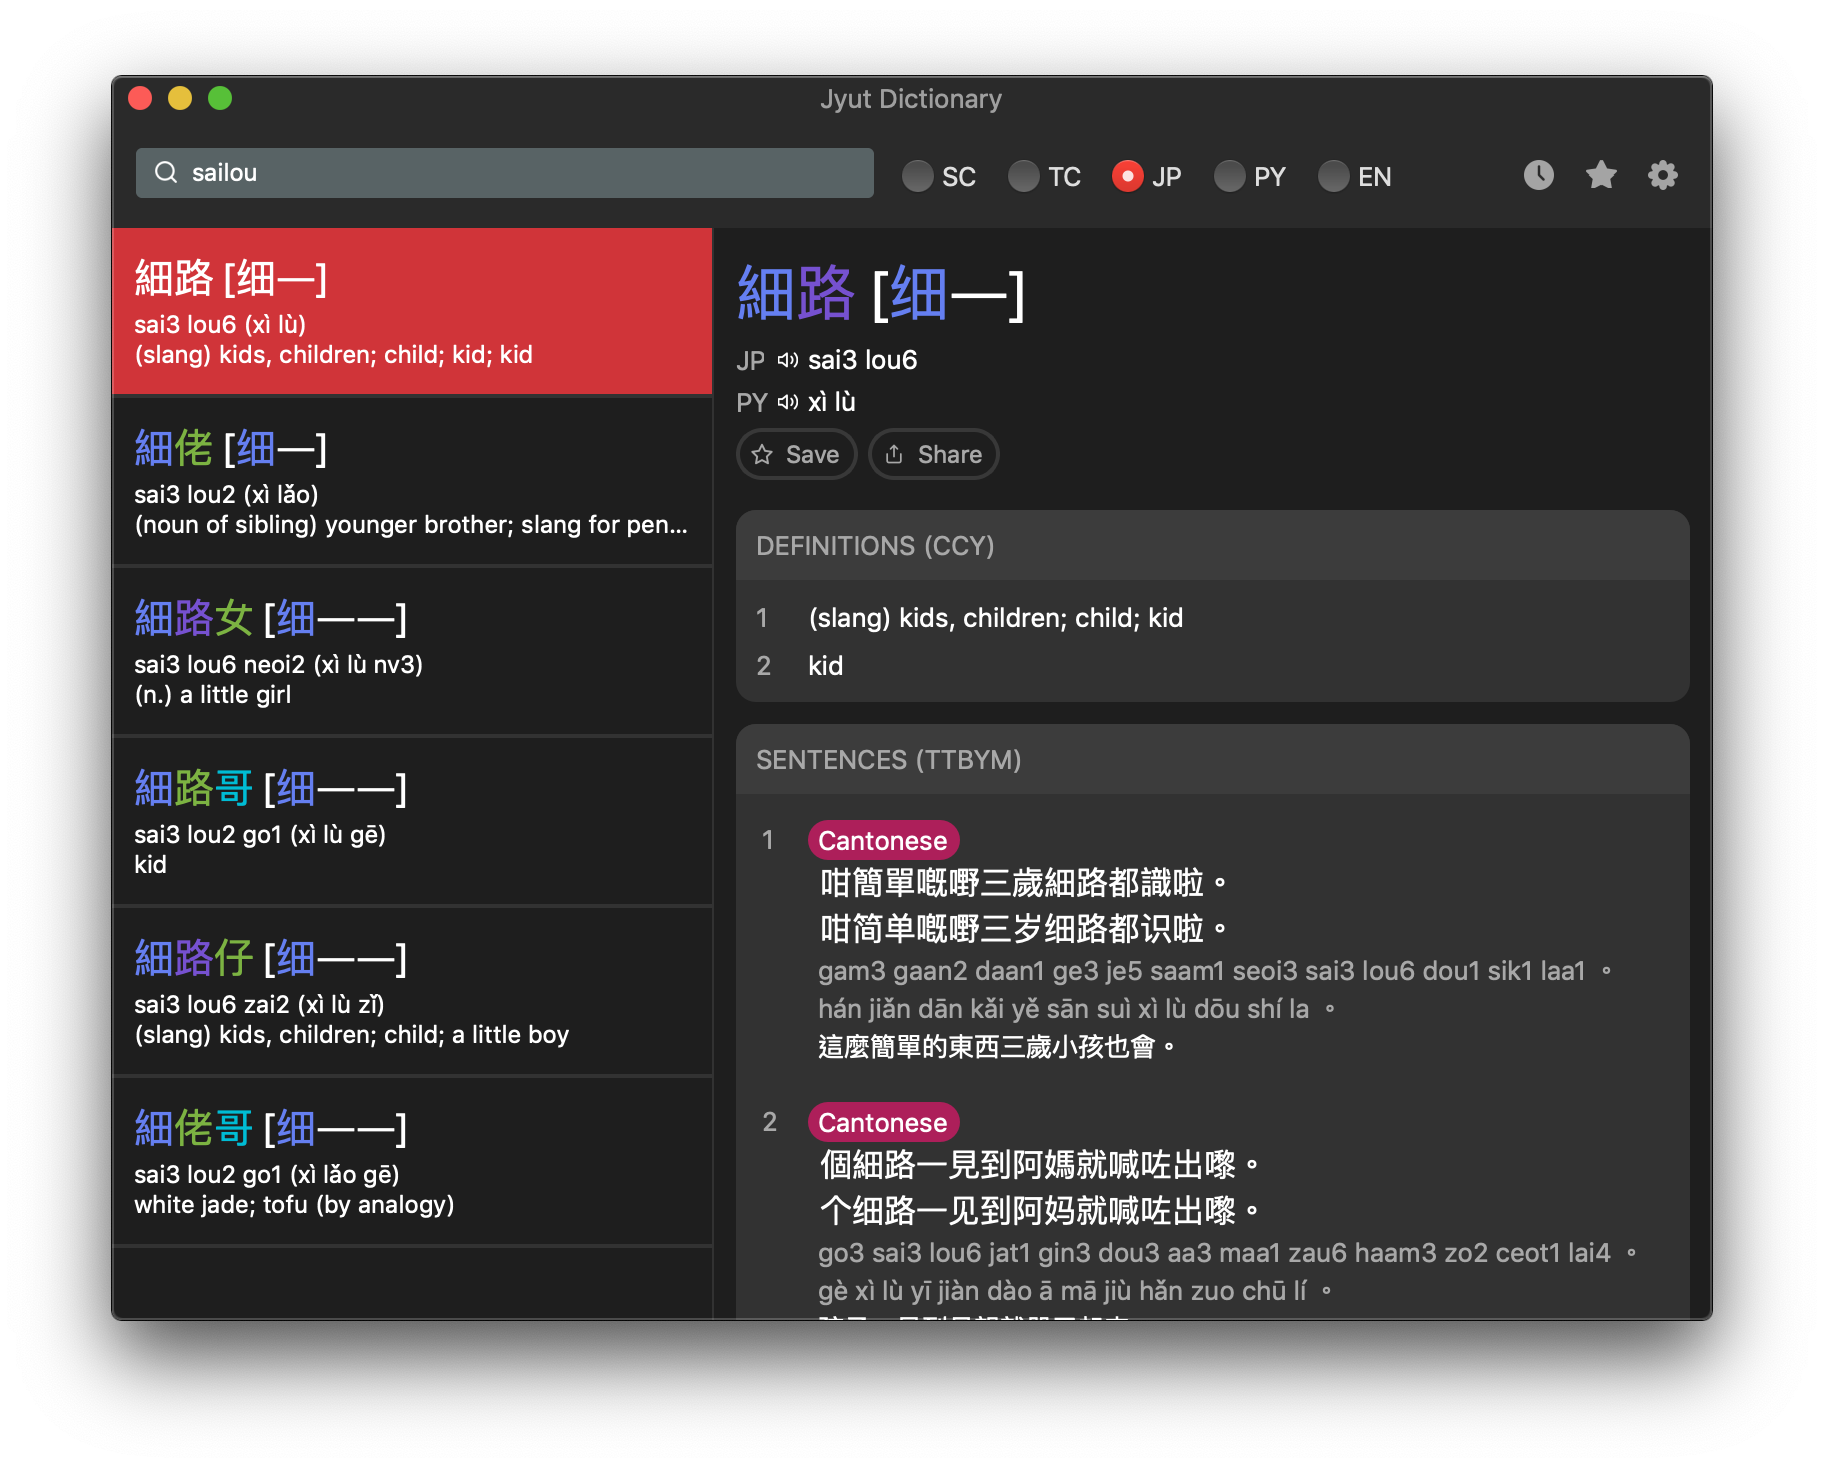 Jyut Dictionary
sailou
SC TC JP PY EN
細路 [细—]
sai3 lou6 (xì lù)
(slang) kids, children; child; kid; kid
細佬 [细—]
sai3 lou2 (xì lǎo)
(noun of sibling) younger brother; slang for pen...
細路女 [细——]
sai3 lou6 neoi2 (xì lù nv3)
(n.) a little girl
細路哥 [细——]
sai3 lou2 go1 (xì lù gē)
kid
細路仔 [细——]
sai3 lou6 zai2 (xì lù zǐ)
(slang) kids, children; child; a little boy
細佬哥 [细——]
sai3 lou2 go1 (xì lǎo gē)
white jade; tofu (by analogy)
細路 [细—]
JP sai3 lou6
PY xì lù
Save Share
DEFINITIONS (CCY)
1 (slang) kids, children; child; kid
2 kid
SENTENCES (TTBYM)
1 Cantonese
咁簡單嘅嘢三歲細路都識啦。
咁简单嘅嘢三岁细路都识啦。
gam3 gaan2 daan1 ge3 je5 saam1 seoi3 sai3 lou6 dou1 sik1 laa1 。
hán jiǎn dān kǎi yě sān suì xì lù dōu shí la 。
這麼簡單的東西三歲小孩也會。
2 Cantonese
個細路一見到阿媽就喊咗出嚟。
个细路一见到阿妈就喊咗出嚟。
go3 sai3 lou6 jat1 gin3 dou3 aa3 maa1 zau6 haam3 zo2 ceot1 lai4 。
gè xì lù yī jiàn dào ā mā jiù hǎn zuo chū lí 。